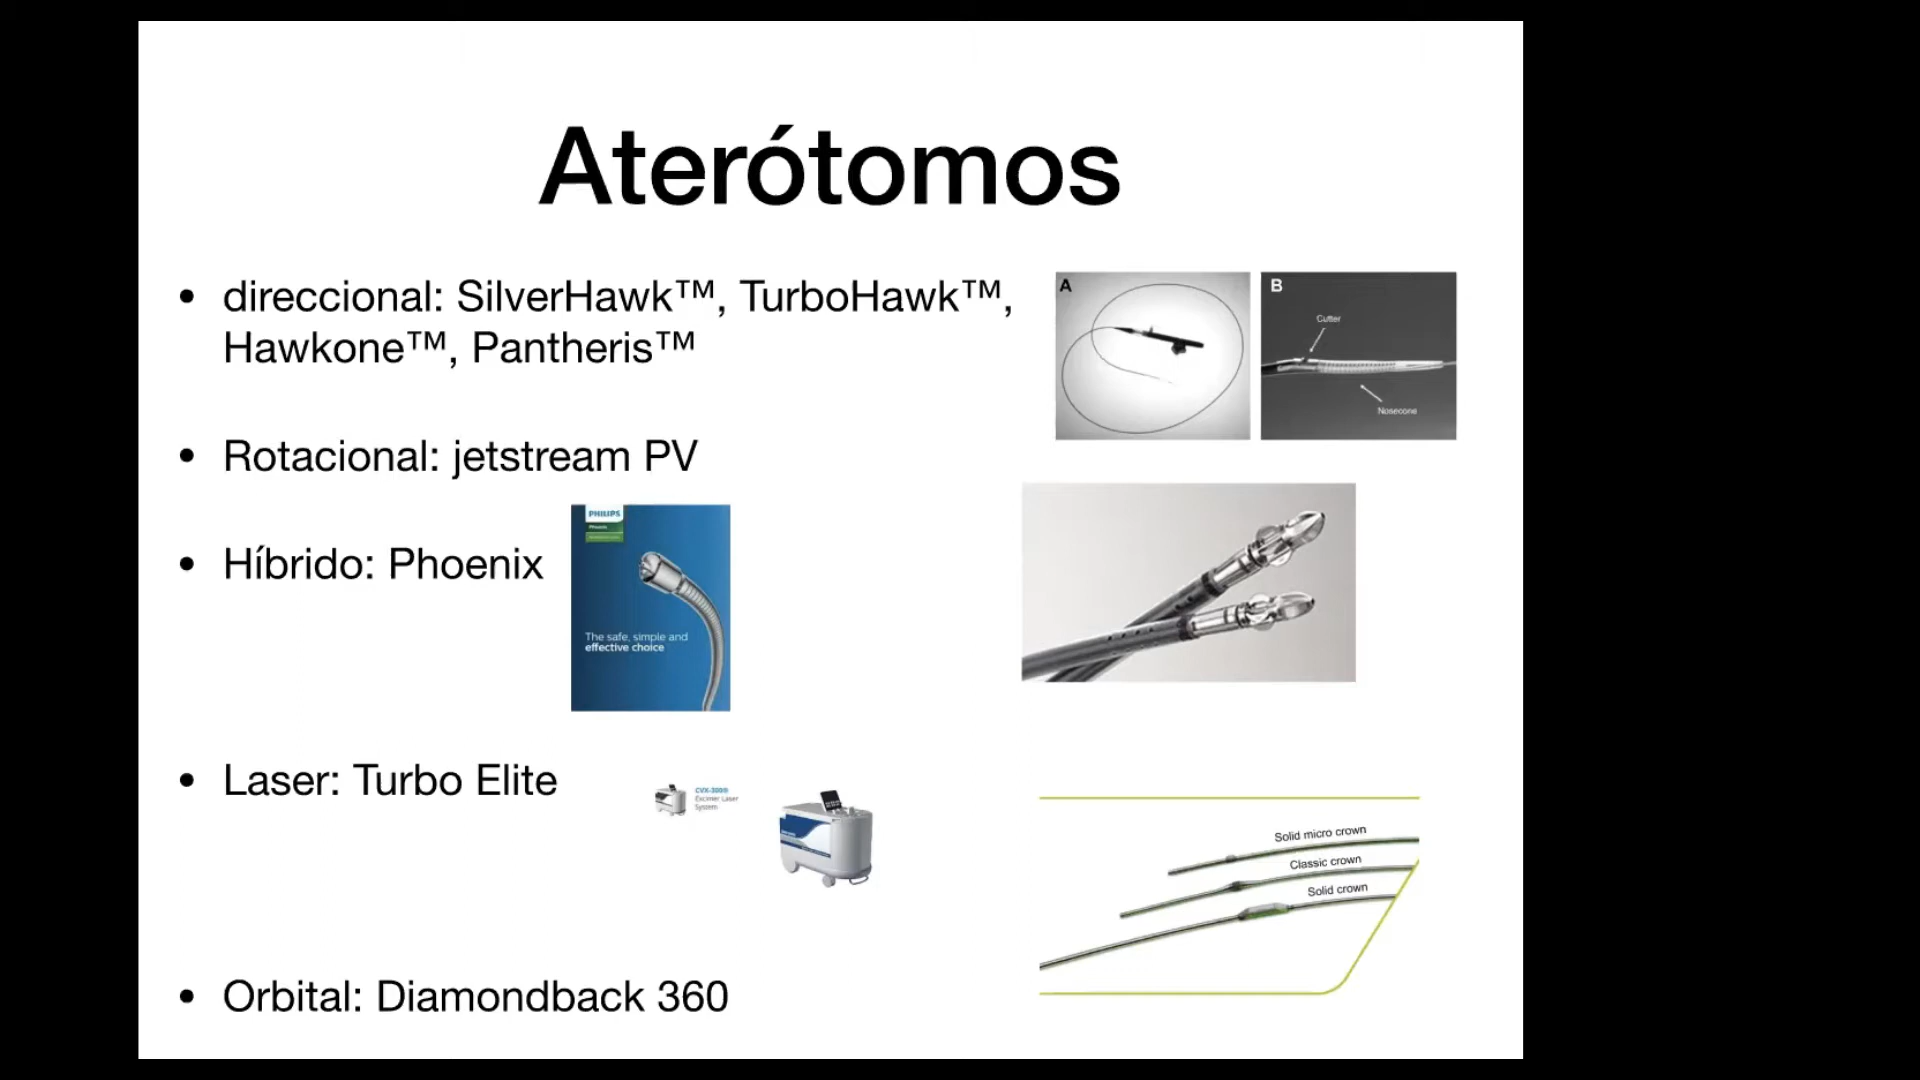 Aterótomos
• direccional: SilverHawk™, TurboHawk™,
Hawkone™, Pantheris™
A
B
Cutter
Nosecone
• Rotacional: jetstream PV
• Híbrido: Phoenix
PHILIPS
Phoenix
The safe, simple and
effective choice
• Laser: Turbo Elite
CVX-300®
Excimer Laser
System
Solid micro crown
Classic crown
Solid crown
• Orbital: Diamondback 360